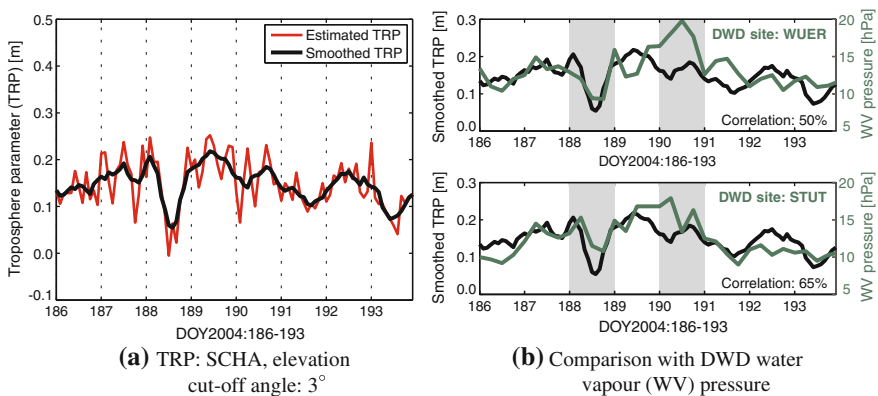 Troposphere parameter (TRP) [m]
0.5
0.4
0.3
0.2
0.1
0.0
-0.1
Estimated TRP
Smoothed TRP
186 187 188 189 190 191 192 193
DOY2004:186-193
(a) TRP: SCHA, elevation
cut-off angle: 3°
Smoothed TRP [m]
0.3
0.2
0.1
0.0
DWD site: WUER
Correlation: 50%
20
15
10
5
WV pressure [hPa]
186 187 188 189 190 191 192 193
DOY2004:186-193
Smoothed TRP [m]
0.3
0.2
0.1
0.0
DWD site: STUT
Correlation: 65%
20
15
10
5
WV pressure [hPa]
186 187 188 189 190 191 192 193
DOY2004:186-193
(b) Comparison with DWD water
vapour (WV) pressure